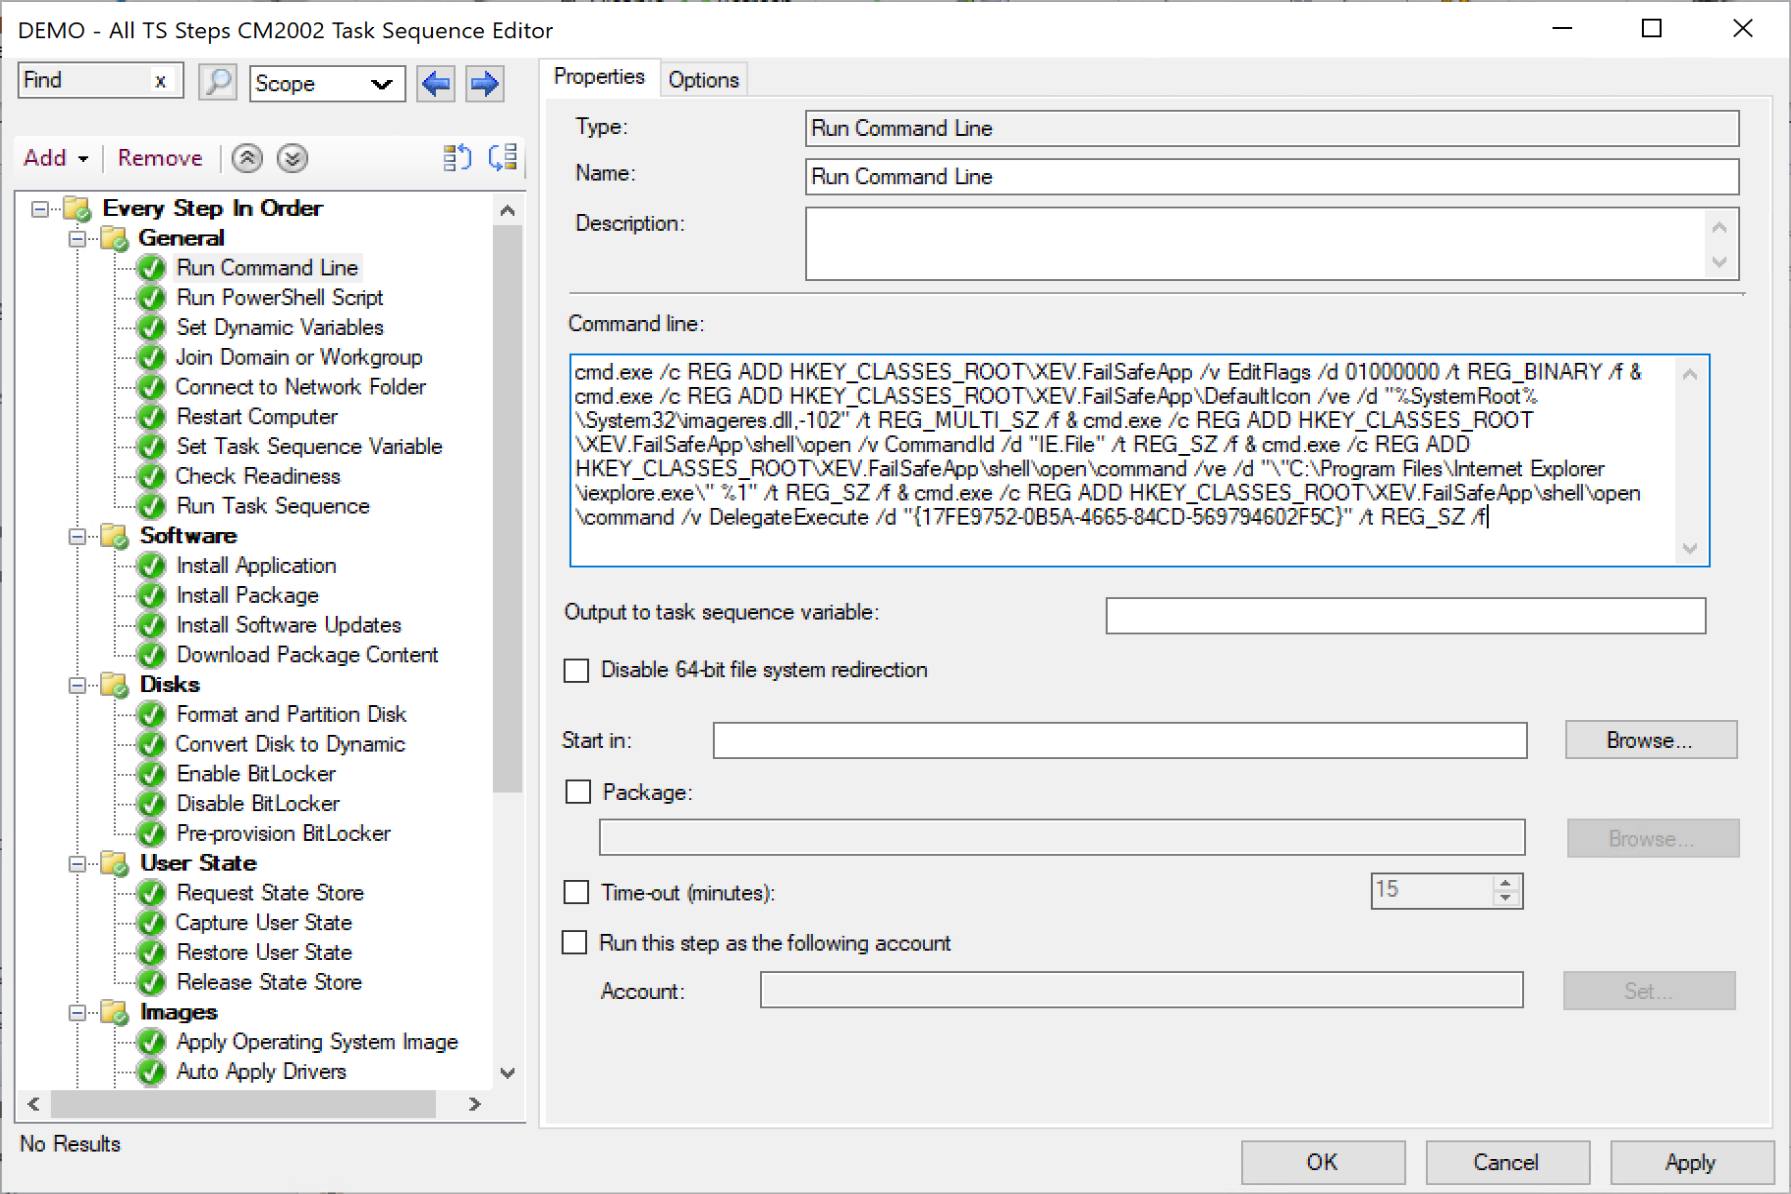 DEMO - All TS Steps CM2002 Task Sequence Editor
Find x Scope
Add Remove
Every Step In Order
General
Run Command Line
Run PowerShell Script
Set Dynamic Variables
Join Domain or Workgroup
Connect to Network Folder
Restart Computer
Set Task Sequence Variable
Check Readiness
Run Task Sequence
Software
Install Application
Install Package
Install Software Updates
Download Package Content
Disks
Format and Partition Disk
Convert Disk to Dynamic
Enable BitLocker
Disable BitLocker
Pre-provision BitLocker
User State
Request State Store
Capture User State
Restore User State
Release State Store
Images
Apply Operating System Image
Auto Apply Drivers
No Results
Properties Options
Type: Run Command Line
Name: Run Command Line
Description:
Command line:
cmd.exe /c REG ADD HKEY_CLASSES_ROOT\XEV.FailSafeApp /v EditFlags /d 01000000 /t REG_BINARY /f &
cmd.exe /c REG ADD HKEY_CLASSES_ROOT\XEV.FailSafeApp\DefaultIcon /ve /d "%SystemRoot%
\System32\imageres.dll,-102" /t REG_MULTI_SZ /f & cmd.exe /c REG ADD HKEY_CLASSES_ROOT
\XEV.FailSafeApp\shell\open /v CommandId /d "IE.File" /t REG_SZ /f & cmd.exe /c REG ADD
HKEY_CLASSES_ROOT\XEV.FailSafeApp\shell\open\command /ve /d "\"C:\Program Files\Internet Explorer
\iexplore.exe\" %1" /t REG_SZ /f & cmd.exe /c REG ADD HKEY_CLASSES_ROOT\XEV.FailSafeApp\shell\open
\command /v DelegateExecute /d "{17FE9752-0B5A-4665-84CD-569794602F5C}" /t REG_SZ /f
Output to task sequence variable:
Disable 64-bit file system redirection
Start in: Browse...
Package:
Browse...
Time-out (minutes): 15
Run this step as the following account
Account: Set...
OK Cancel Apply